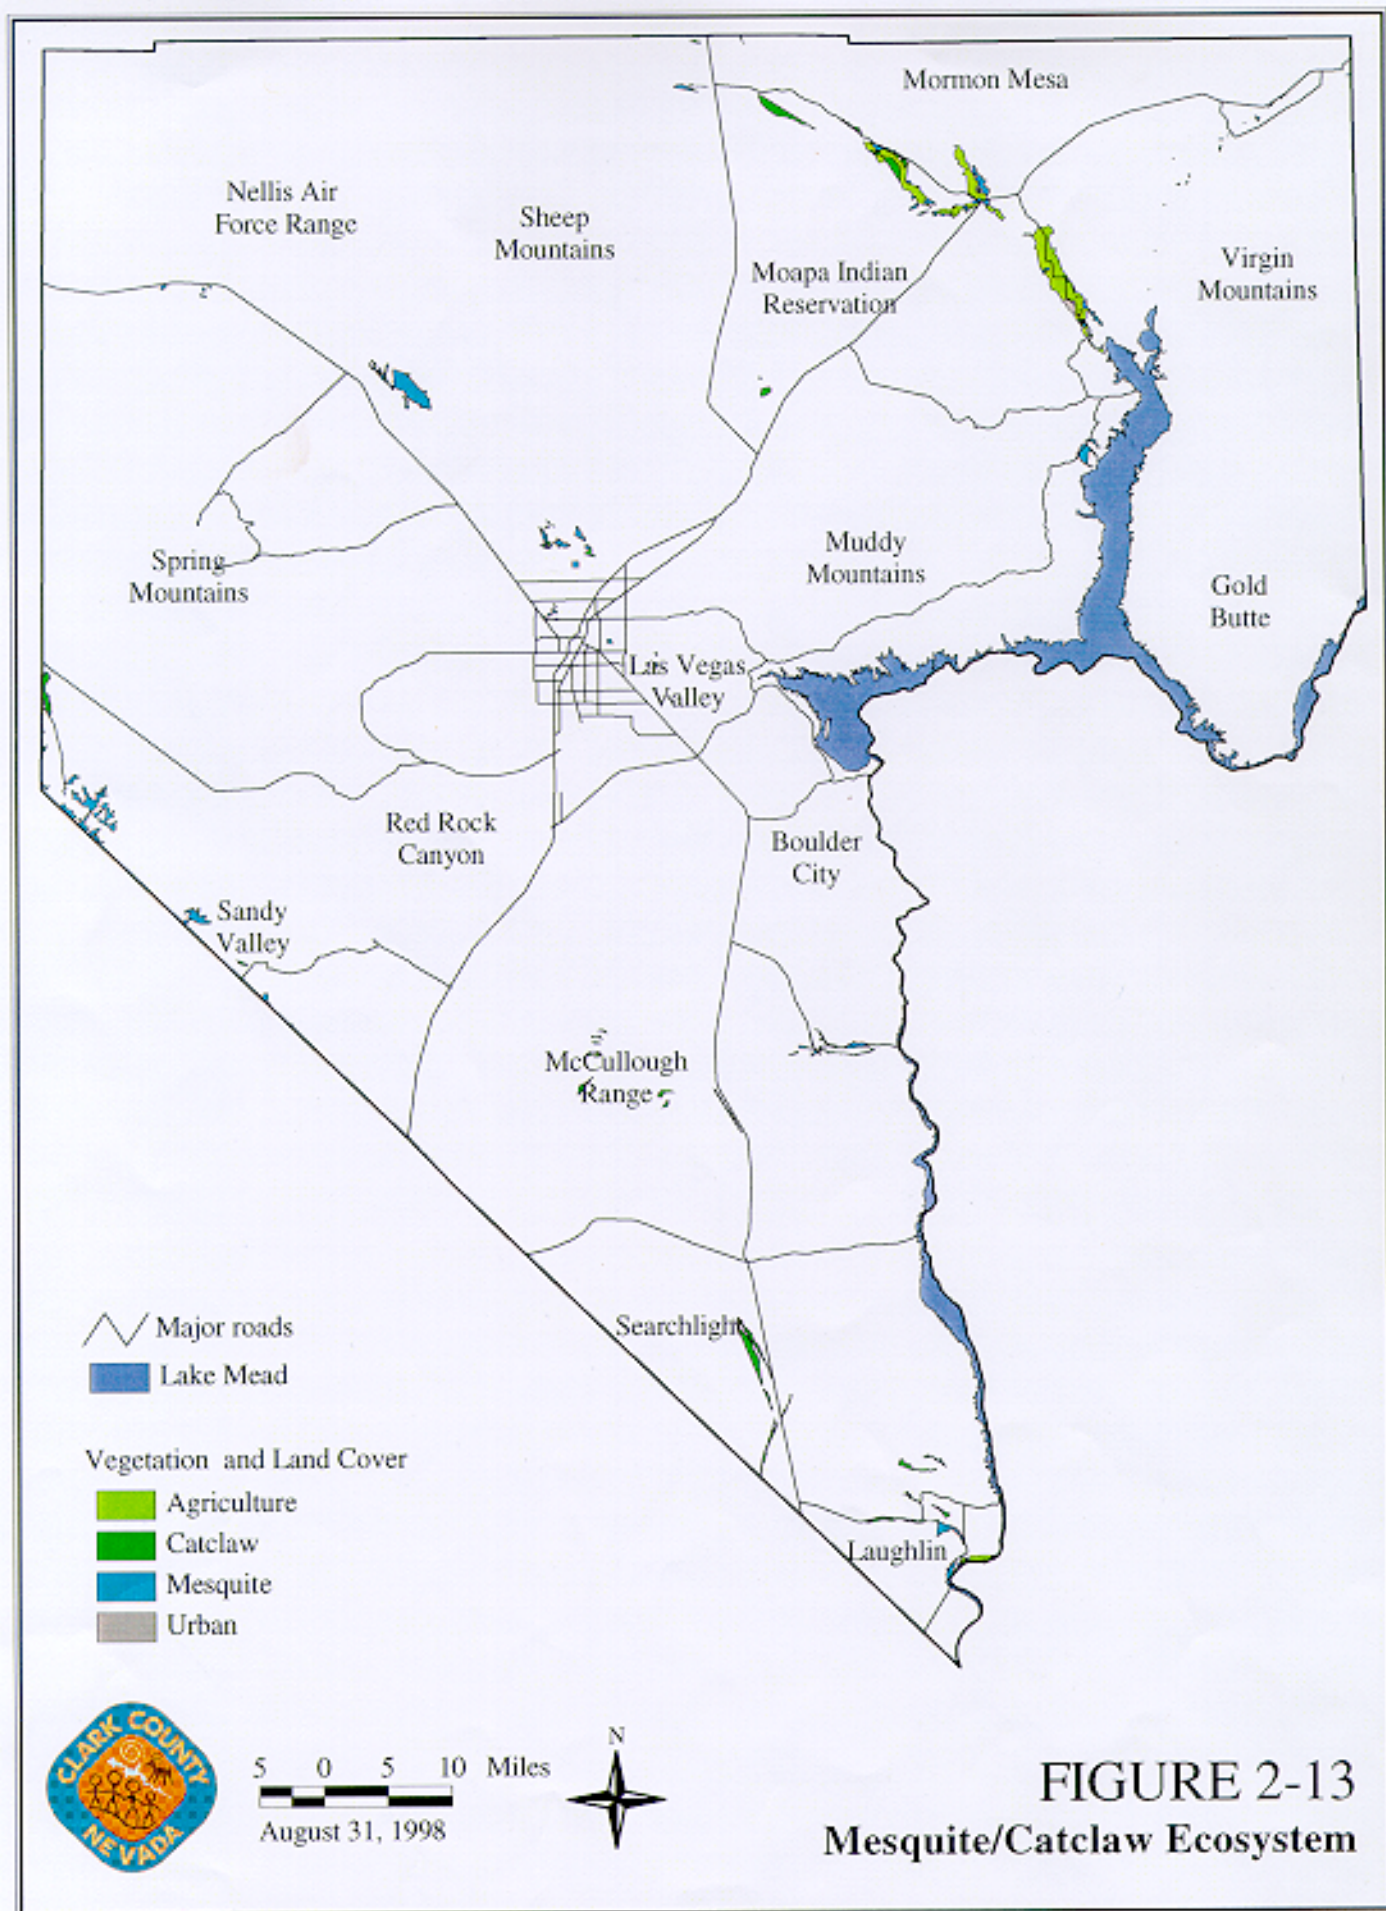 Mormon Mesa
Nellis Air
Force Range
Sheep
Mountains
Moapa Indian
Reservation
Virgin
Mountains
Spring
Mountains
Muddy
Mountains
Gold
Butte
Las Vegas
Valley
Red Rock
Canyon
Boulder
City
Sandy
Valley
McCullough
Range
Searchlight
Laughlin
Major roads
Lake Mead
Vegetation and Land Cover
Agriculture
Catclaw
Mesquite
Urban
CLARK COUNTY
NEVADA
5 0 5 10 Miles
August 31, 1998
N
FIGURE 2-13
Mesquite/Catclaw Ecosystem